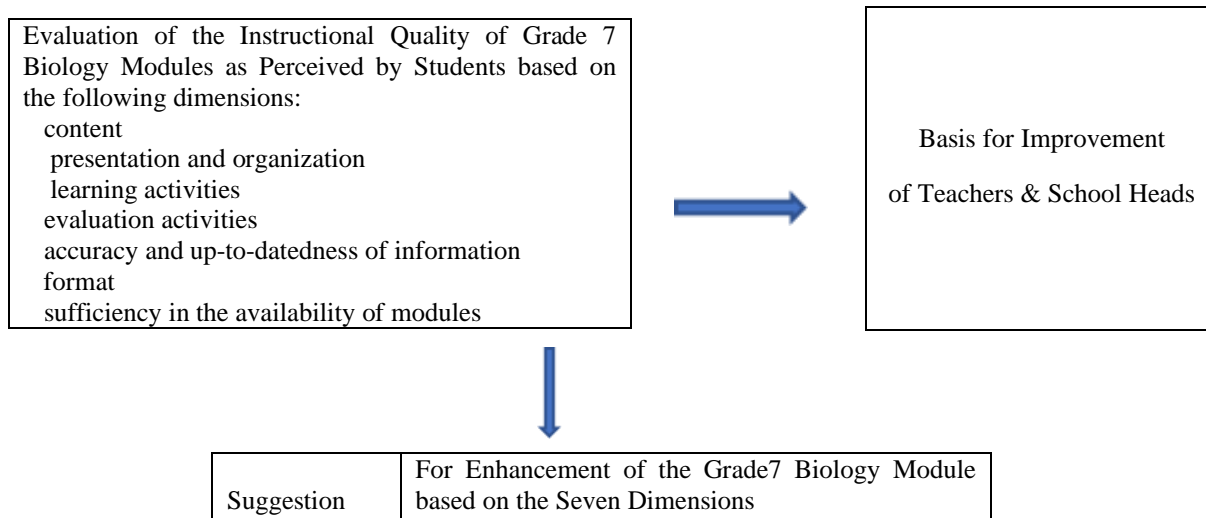 Evaluation of the Instructional Quality of Grade 7
Biology Modules as Perceived by Students based on
the following dimensions:
content
presentation and organization
learning activities
evaluation activities
accuracy and up-to-datedness of information
format
sufficiency in the availability of modules
Basis for Improvement
of Teachers & School Heads
Suggestion
For Enhancement of the Grade7 Biology Module
based on the Seven Dimensions